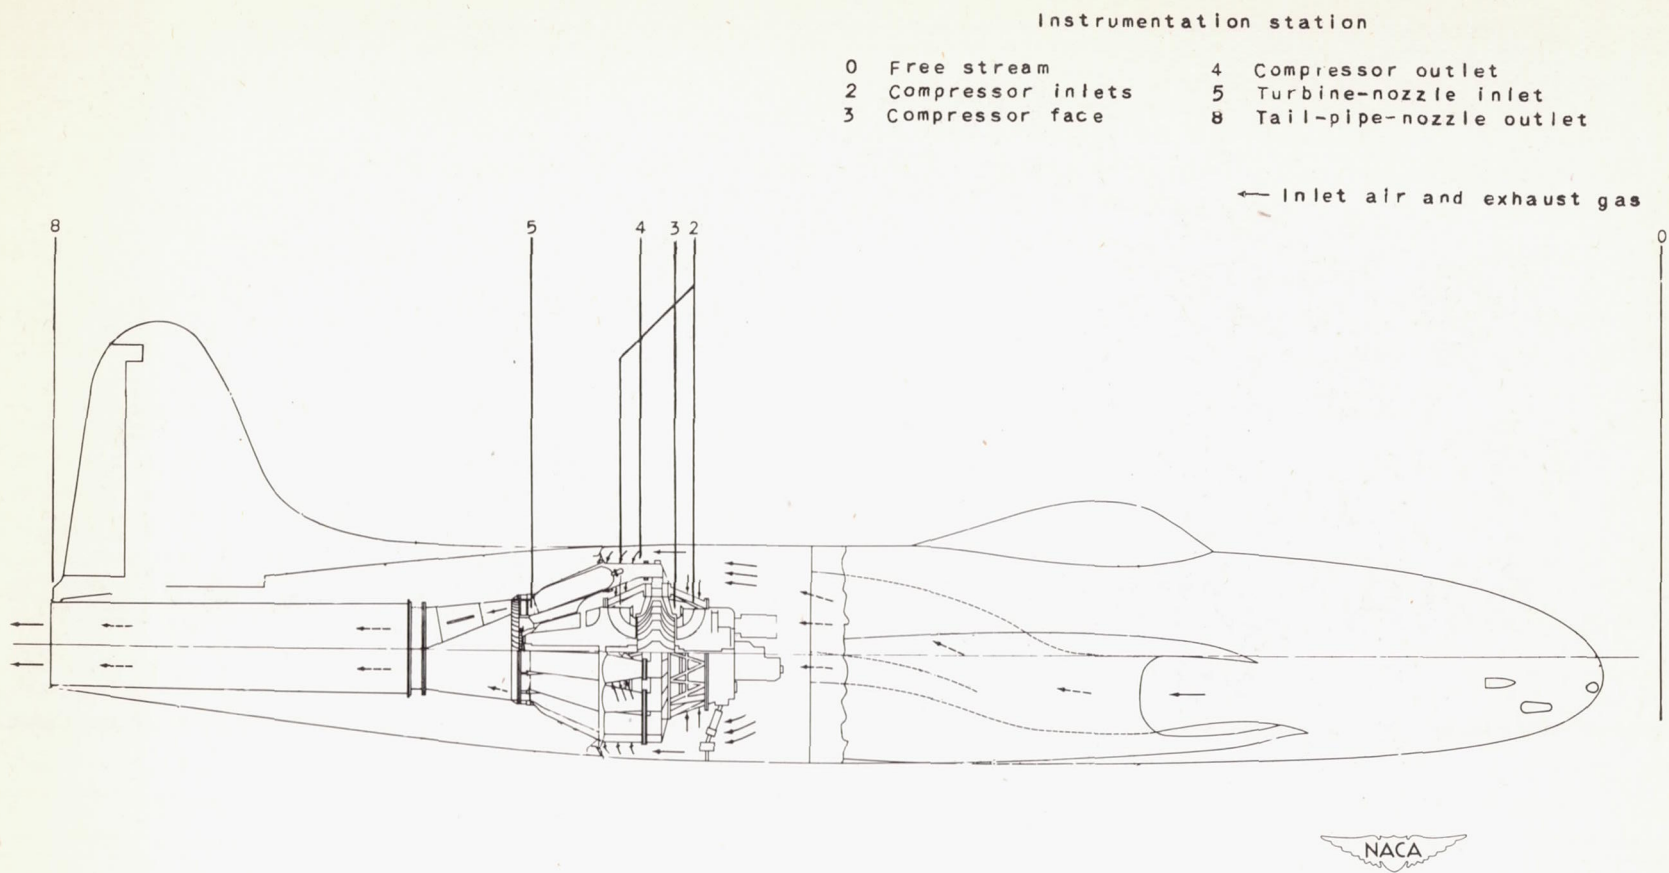 Instrumentation station
0 Free stream
2 Compressor inlets
3 Compressor face
4 Compressor outlet
5 Turbine-nozzle inlet
8 Tail-pipe-nozzle outlet
Inlet air and exhaust gas
8
5
4
3
2
0
NACA